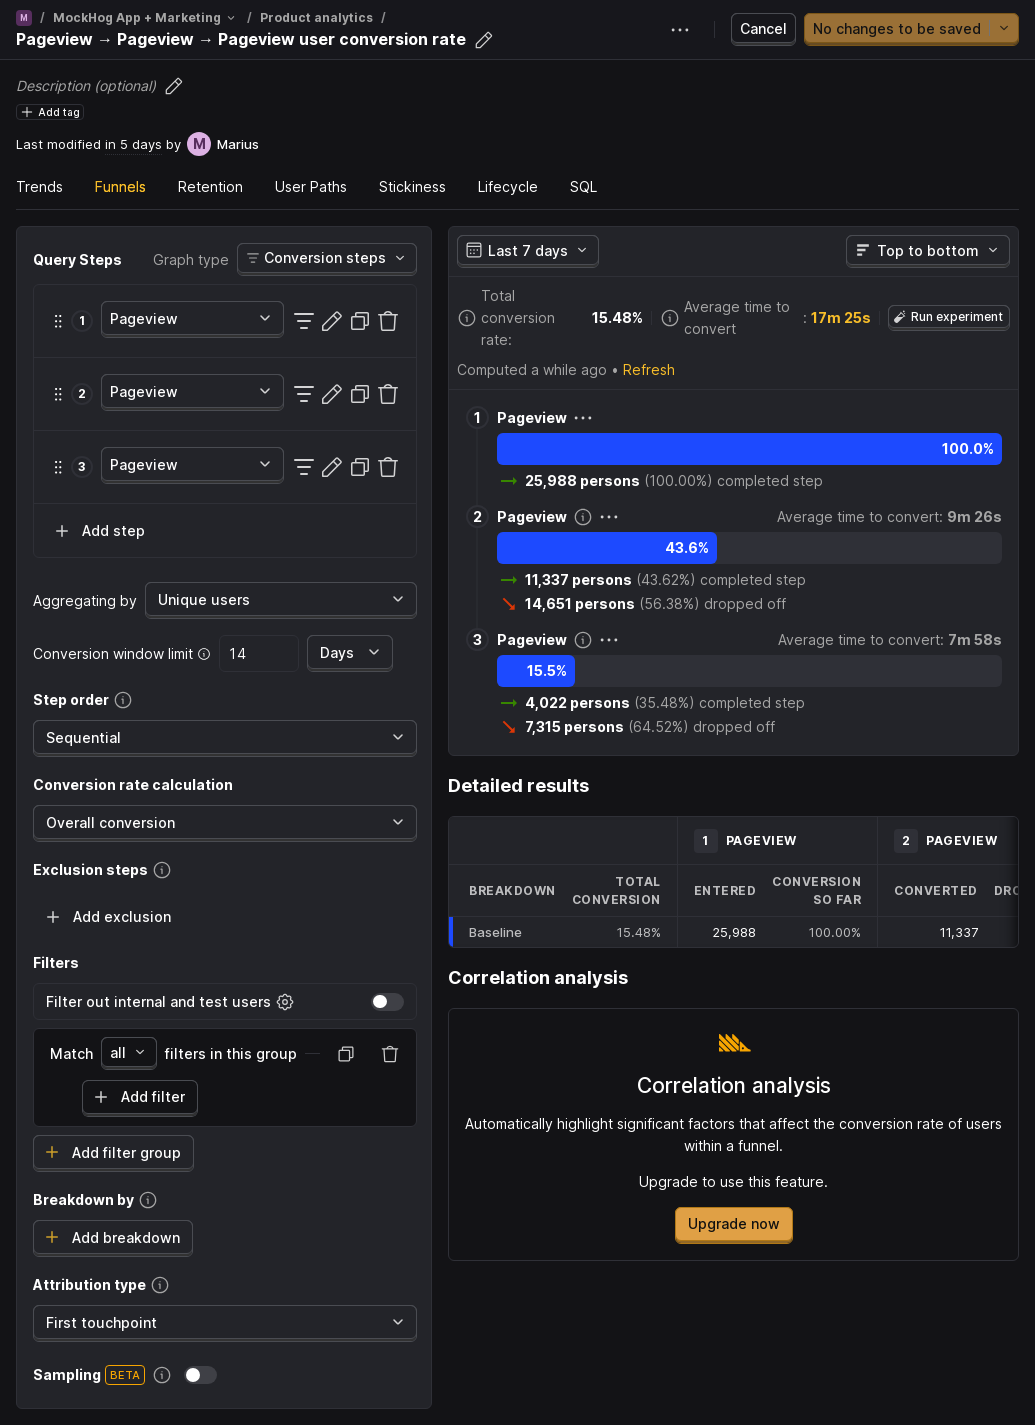 M / MockHog App + Marketing / Product analytics /
Pageview → Pageview → Pageview user conversion rate
Cancel
No changes to be saved
Description (optional)
Add tag
Last modified in 5 days by M Marius
Trends Funnels Retention User Paths Stickiness Lifecycle SQL
Query Steps Graph type Conversion steps
1 Pageview
2 Pageview
3 Pageview
Add step
Aggregating by Unique users
Conversion window limit 14 Days
Step order
Sequential
Conversion rate calculation
Overall conversion
Exclusion steps
Add exclusion
Filters
Filter out internal and test users
Match all filters in this group
Add filter
Add filter group
Breakdown by
Add breakdown
Attribution type
First touchpoint
Sampling BETA
Last 7 days
Top to bottom
Total
conversion
rate:
15.48%
Average time to
convert
: 17m 25s
Run experiment
Computed a while ago • Refresh
1 Pageview
100.0%
25,988 persons (100.00%) completed step
2 Pageview Average time to convert: 9m 26s
43.6%
11,337 persons (43.62%) completed step
14,651 persons (56.38%) dropped off
3 Pageview Average time to convert: 7m 58s
15.5%
4,022 persons (35.48%) completed step
7,315 persons (64.52%) dropped off
Detailed results
1 PAGEVIEW 2 PAGEVIEW
BREAKDOWN
TOTAL
CONVERSION
ENTERED
CONVERSION
SO FAR
CONVERTED DRO
Baseline 15.48% 25,988 100.00% 11,337
Correlation analysis
Correlation analysis
Automatically highlight significant factors that affect the conversion rate of users
within a funnel.
Upgrade to use this feature.
Upgrade now